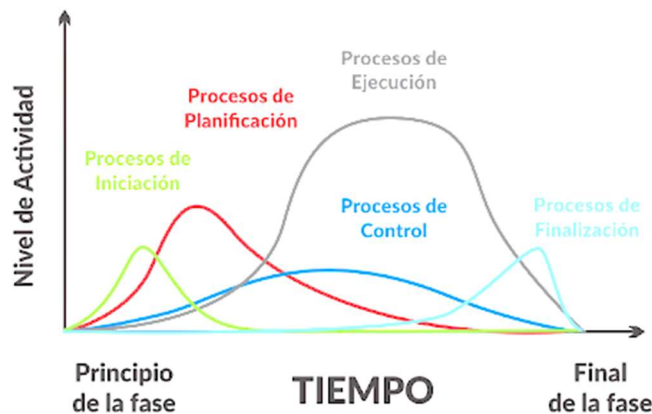 Procesos de
Ejecución
Procesos de
Planificación
Procesos de
Iniciación
Procesos de
Control
Procesos de
Finalización
Nivel de Actividad
Principio
de la fase
TIEMPO
Final
de la fase